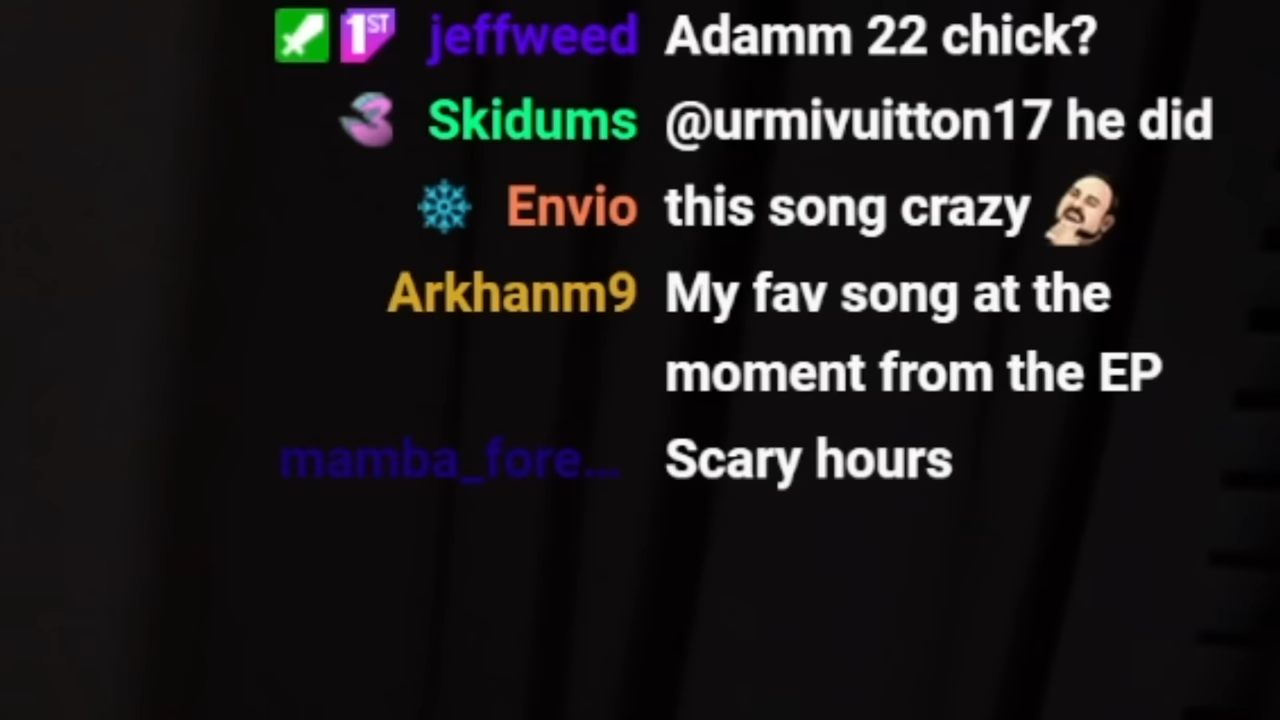 1ST jeffweed Adamm 22 chick?
Skidums @urmivuitton17 he did
Envio this song crazy
Arkhanm9 My fav song at the
moment from the EP
mamba_fore... Scary hours